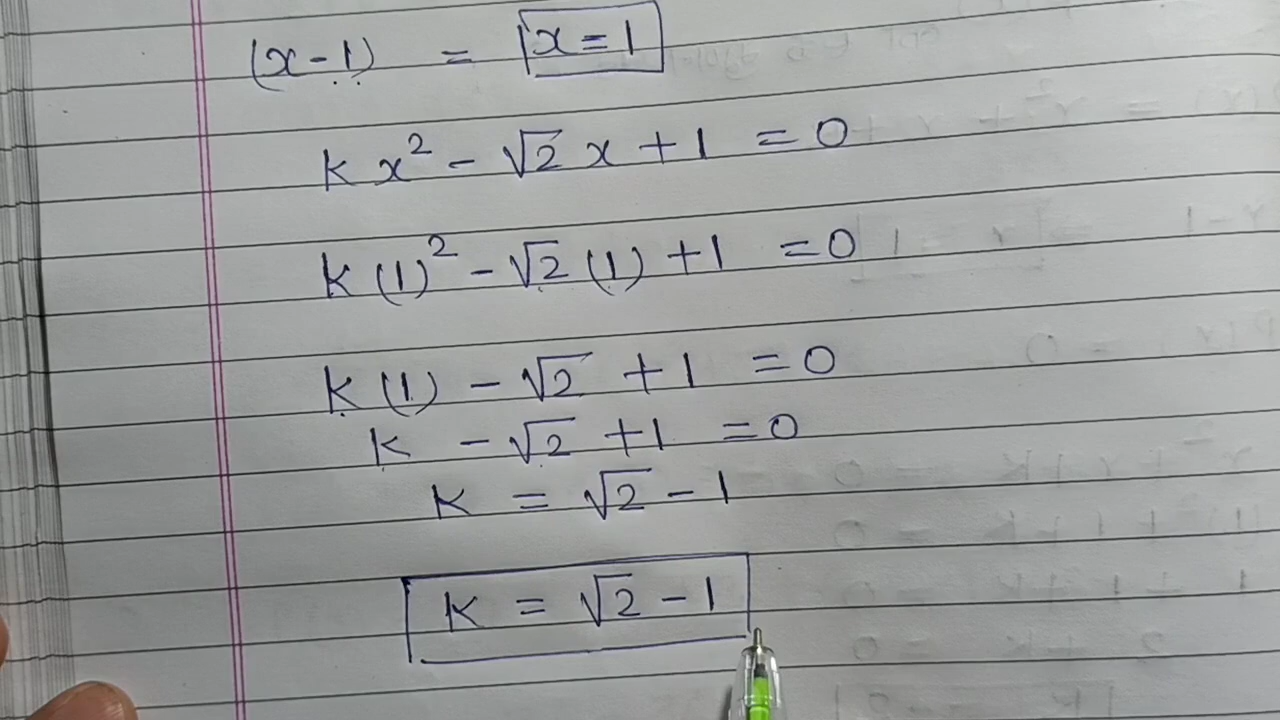 (x-1) = x=1
k x² - √2 x + 1 = 0
k (1)² - √2 (1) + 1 = 0
k (1) - √2 + 1 = 0
k - √2 + 1 = 0
k = √2 - 1
k = √2 - 1